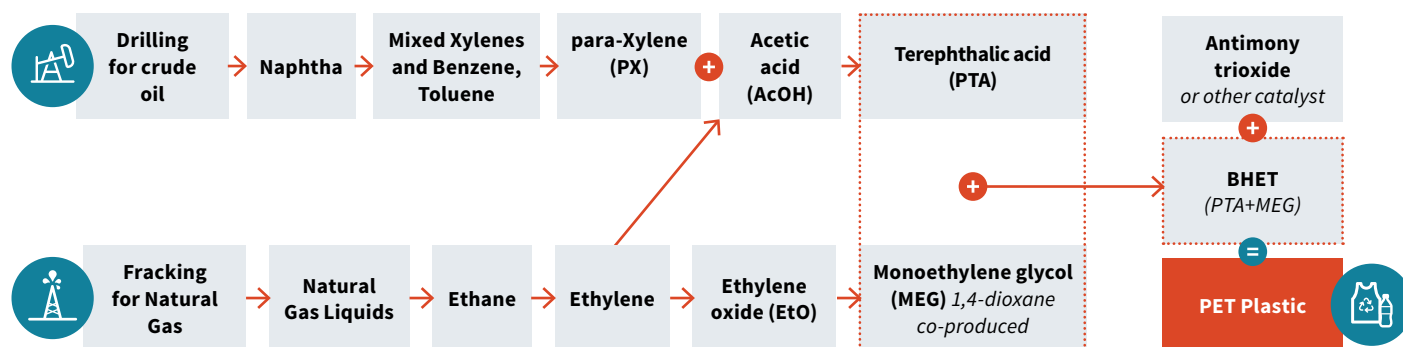 Drilling
for crude
oil
Naphtha
Mixed Xylenes
and Benzene,
Toluene
para-Xylene
(PX)
+
Acetic
acid
(AcOH)
Terephthalic acid
(PTA)
Antimony
trioxide
or other catalyst
+
+
BHET
(PTA+MEG)
=
Fracking
for Natural
Gas
Natural
Gas Liquids
Ethane
Ethylene
Ethylene
oxide (EtO)
Monoethylene glycol
(MEG) 1,4-dioxane
co-produced
PET Plastic